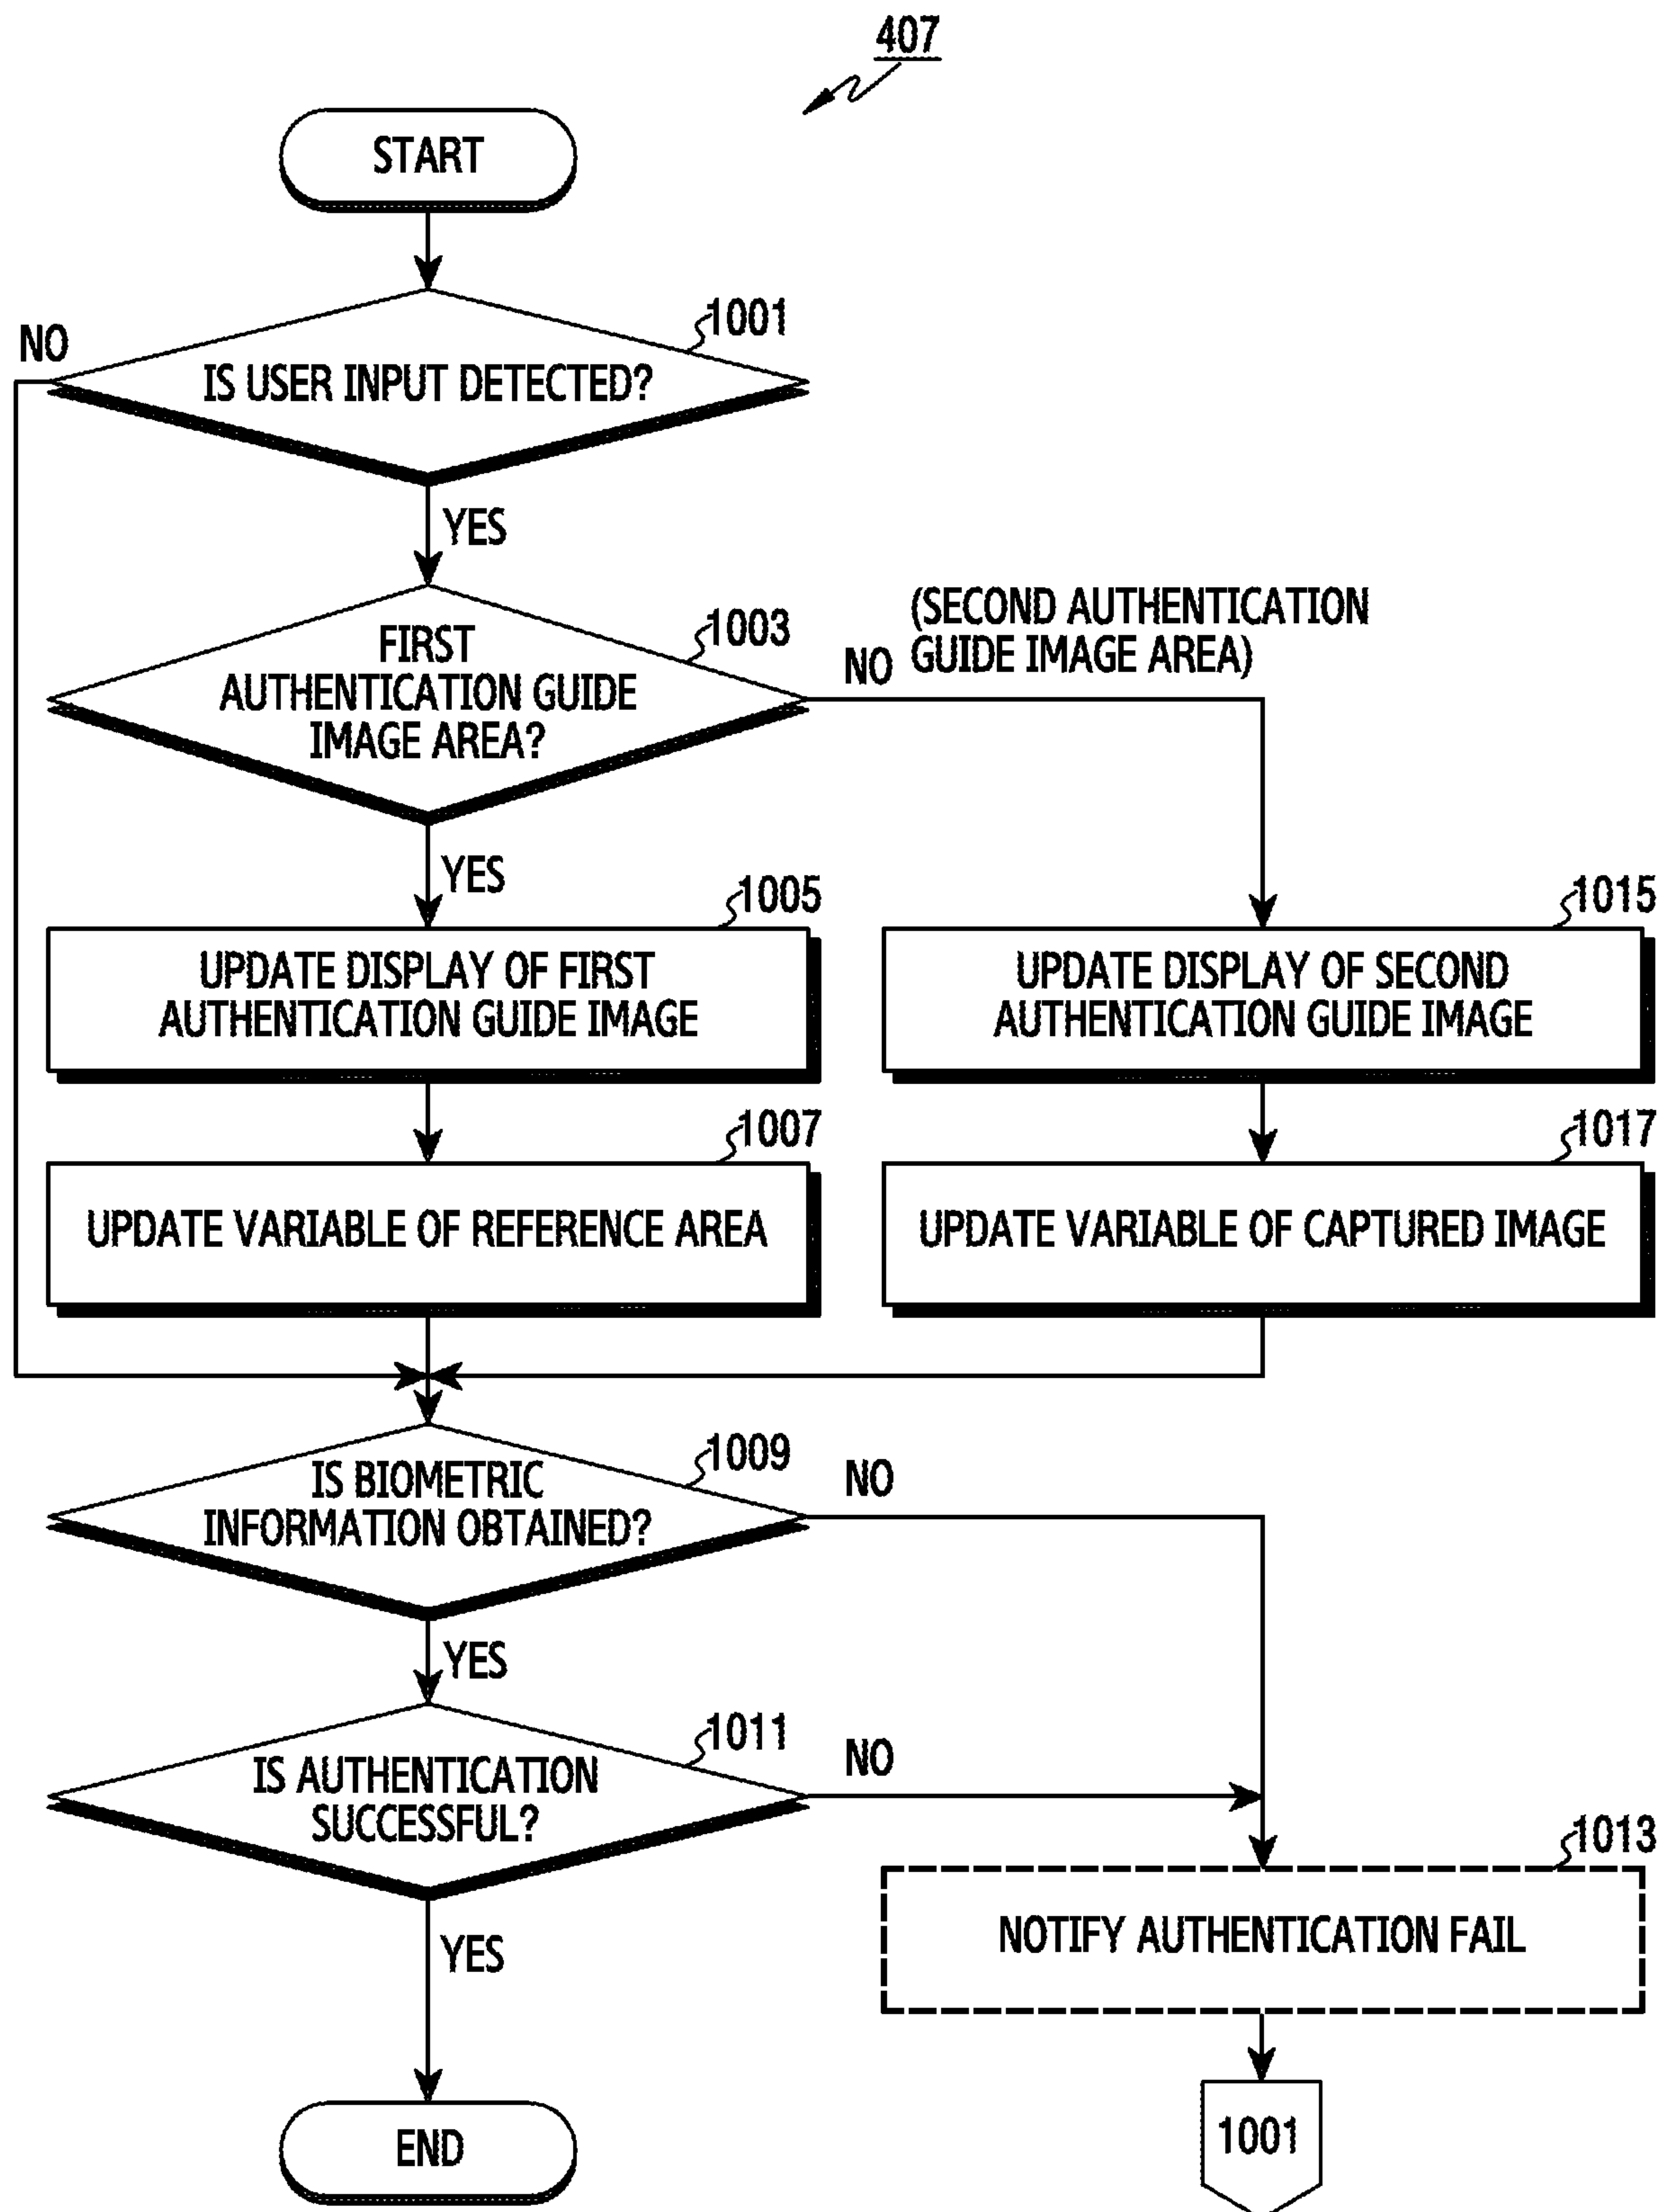 407
START
1001
NO
IS USER INPUT DETECTED?
YES
1003
FIRST
AUTHENTICATION GUIDE
IMAGE AREA?
NO
(SECOND AUTHENTICATION
GUIDE IMAGE AREA)
YES
1005
UPDATE DISPLAY OF FIRST
AUTHENTICATION GUIDE IMAGE
1015
UPDATE DISPLAY OF SECOND
AUTHENTICATION GUIDE IMAGE
1007
UPDATE VARIABLE OF REFERENCE AREA
1017
UPDATE VARIABLE OF CAPTURED IMAGE
1009
IS BIOMETRIC
INFORMATION OBTAINED?
NO
YES
1011
IS AUTHENTICATION
SUCCESSFUL?
NO
1013
NOTIFY AUTHENTICATION FAIL
YES
END
1001